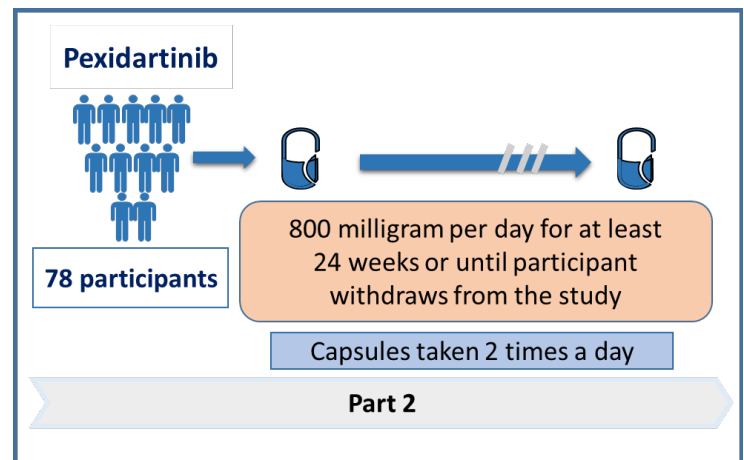 Pexidartinib
78 participants
800 milligram per day for at least
24 weeks or until participant
withdraws from the study
Capsules taken 2 times a day
Part 2